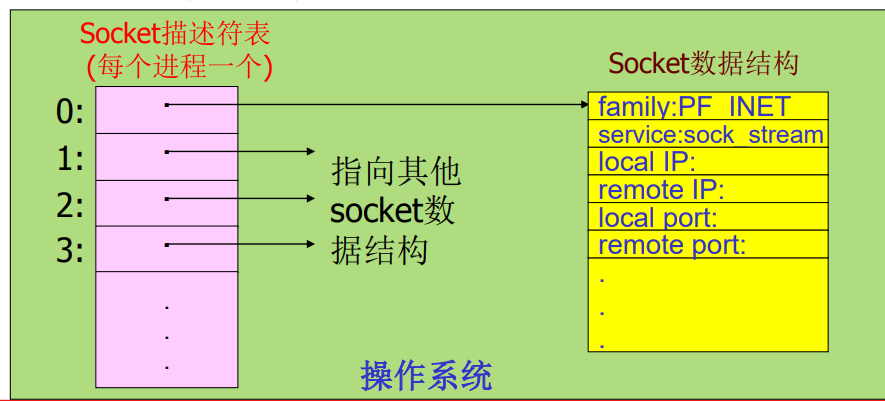 Socket描述符表
(每个进程一个)
Socket数据结构
0:
1:
2:
3:
指向其他
socket数
据结构
family:PF_INET
service:sock_stream
local IP:
remote IP:
local port:
remote port:
.
.
.
.
.
.
操作系统